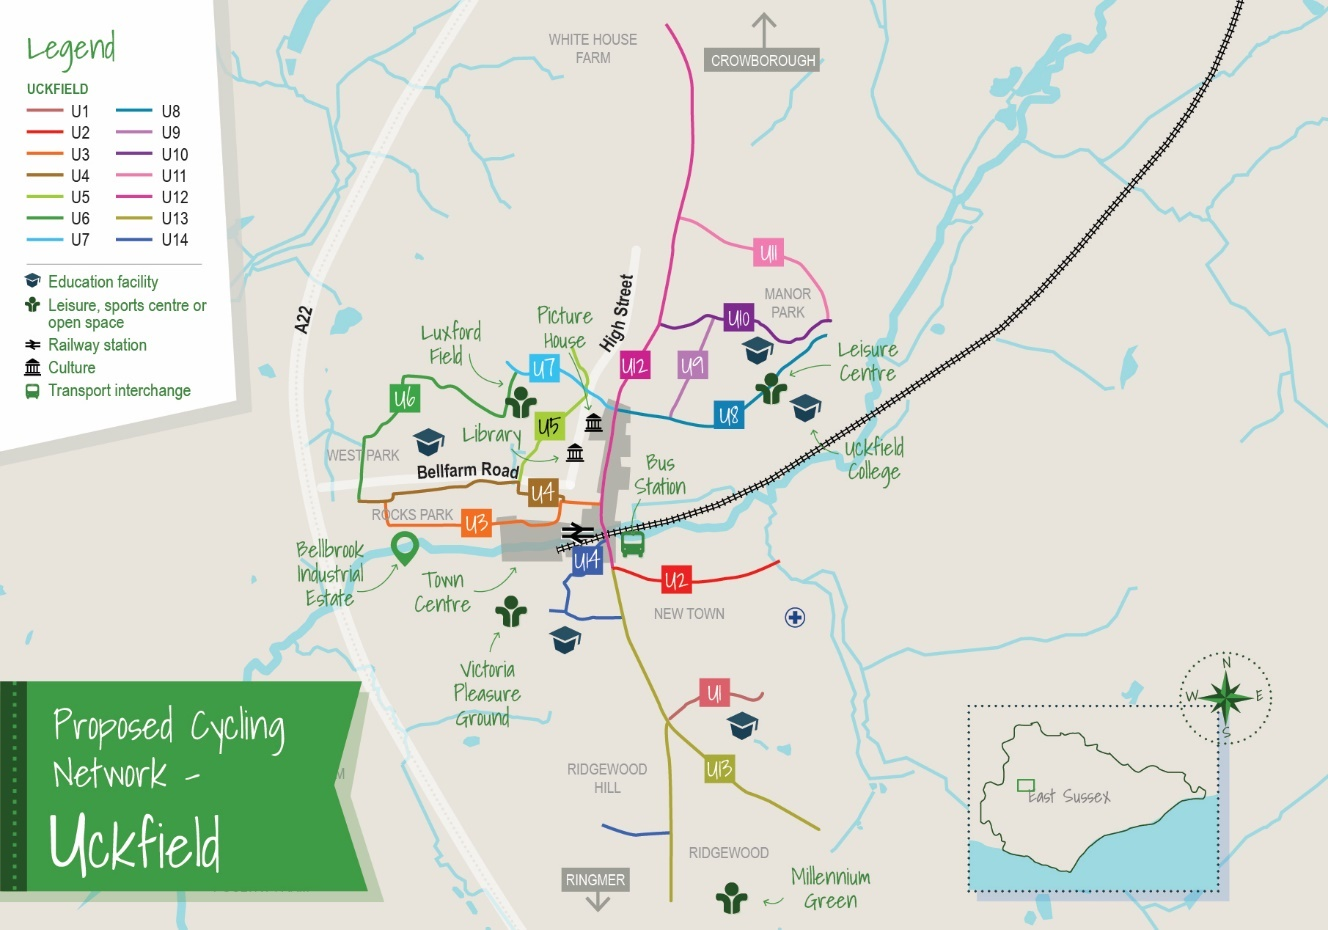 Legend
UCKFIELD
U1
U2
U3
U4
U5
U6
U7
U8
U9
U10
U11
U12
U13
U14
Education facility
Leisure, sports centre or
open space
Railway station
Culture
Transport interchange
WHITE HOUSE
FARM
CROWBOROUGH
A22
High Street
U11
MANOR
PARK
Picture
House
U10
Luxford
Field
U7
U12
U9
Leisure
Centre
U6
U8
U5
Library
WEST PARK
Bellfarm Road
Bus
Station
Uckfield
College
U4
ROCKS PARK
U3
Bellbrook
Industrial
Estate
Town
Centre
U14
U2
NEW TOWN
Victoria
Pleasure
Ground
U1
U13
RIDGEWOOD
HILL
RIDGEWOOD
RINGMER
Millennium
Green
Proposed Cycling
Network -
Uckfield
N
W
E
S
East Sussex